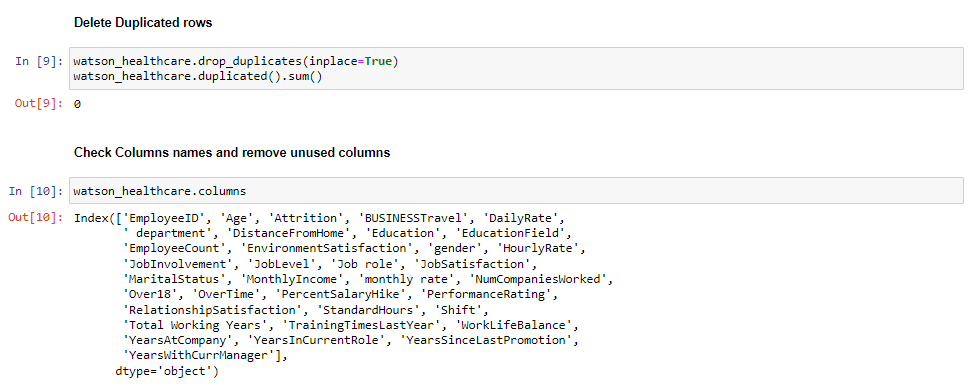 Delete Duplicated rows
In [9]: watson_healthcare.drop_duplicates(inplace=True)
watson_healthcare.duplicated().sum()
Out[9]: 0
Check Columns names and remove unused columns
In [10]: watson_healthcare.columns
Out[10]: Index(['EmployeeID', 'Age', 'Attrition', 'BUSINESSTravel', 'DailyRate',
' department', 'DistanceFromHome', 'Education', 'EducationField',
'EmployeeCount', 'EnvironmentSatisfaction', 'gender', 'HourlyRate',
'JobInvolvement', 'JobLevel', 'Job role', 'JobSatisfaction',
'MaritalStatus', 'MonthlyIncome', 'monthly rate', 'NumCompaniesWorked',
'Over18', 'OverTime', 'PercentSalaryHike', 'PerformanceRating',
'RelationshipSatisfaction', 'StandardHours', 'Shift',
'Total Working Years', 'TrainingTimesLastYear', 'WorkLifeBalance',
'YearsAtCompany', 'YearsInCurrentRole', 'YearsSinceLastPromotion',
'YearsWithCurrManager'],
dtype='object')